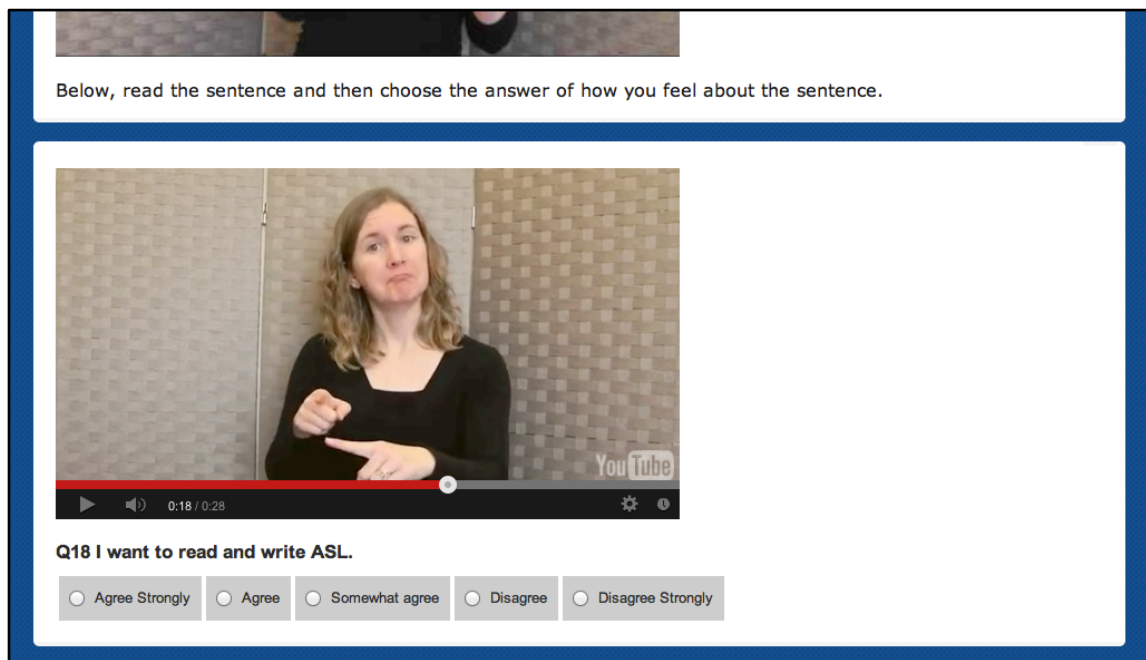 Below, read the sentence and then choose the answer of how you feel about the sentence.
YouTube
0:18 / 0:28
Q18 I want to read and write ASL.
Agree Strongly Agree Somewhat agree Disagree Disagree Strongly